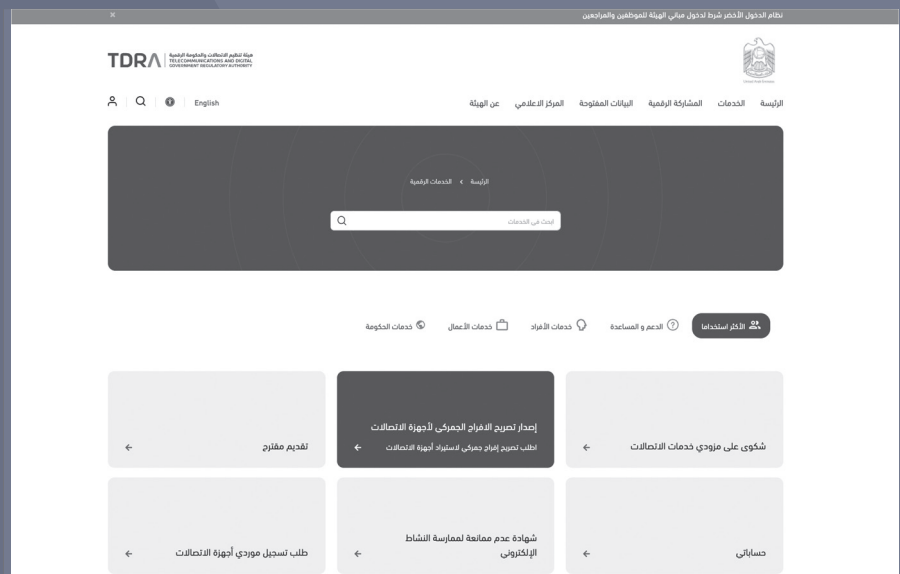 نظام الدخول الأخضر شرط لدخول مباني الهيئة للموظفين والمراجعين
TDRA
هيئة تنظيم الاتصالات والحكومة الرقمية
TELECOMMUNICATIONS AND DIGITAL
GOVERNMENT REGULATORY AUTHORITY
الرئيسة الخدمات المشاركة الرقمية البيانات المفتوحة المركز الاعلامي عن الهيئة
English
الرئيسة › الخدمات الرقمية
ابحث في الخدمات
الأكثر استخداما الدعم و المساعدة خدمات الأفراد خدمات الأعمال خدمات الحكومة
شكوى على مزودي خدمات الاتصالات
إصدار تصريح الافراج الجمركي لأجهزة الاتصالات
اطلب تصريح إفراج جمركي لاستيراد أجهزة الاتصالات
تقديم مقترح
حساباتي
شهادة عدم ممانعة لممارسة النشاط
الإلكتروني
طلب تسجيل موردي أجهزة الاتصالات